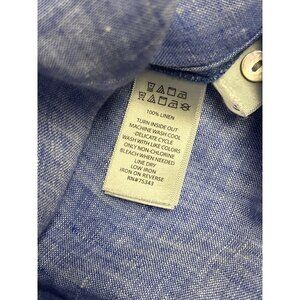 100% LINEN
TURN INSIDE OUT
MACHINE WASH COOL
DELICATE CYCLE
WASH WITH LIKE COLORS
ONLY NON-CHLORINE
BLEACH WHEN NEEDED
LINE DRY
LOW IRON
IRON ON REVERSE
RN#75343